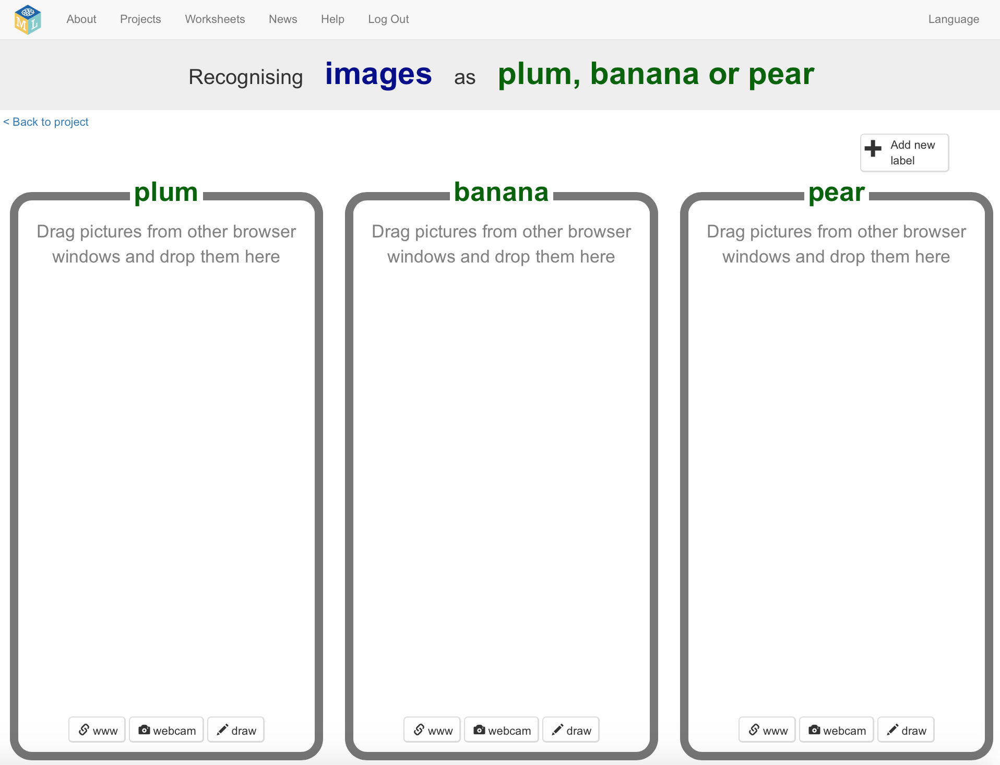 M L
About Projects Worksheets News Help Log Out Language
Recognising images as plum, banana or pear
< Back to project
Add new
label
plum
Drag pictures from other browser
windows and drop them here
www webcam draw
banana
Drag pictures from other browser
windows and drop them here
www webcam draw
pear
Drag pictures from other browser
windows and drop them here
www webcam draw